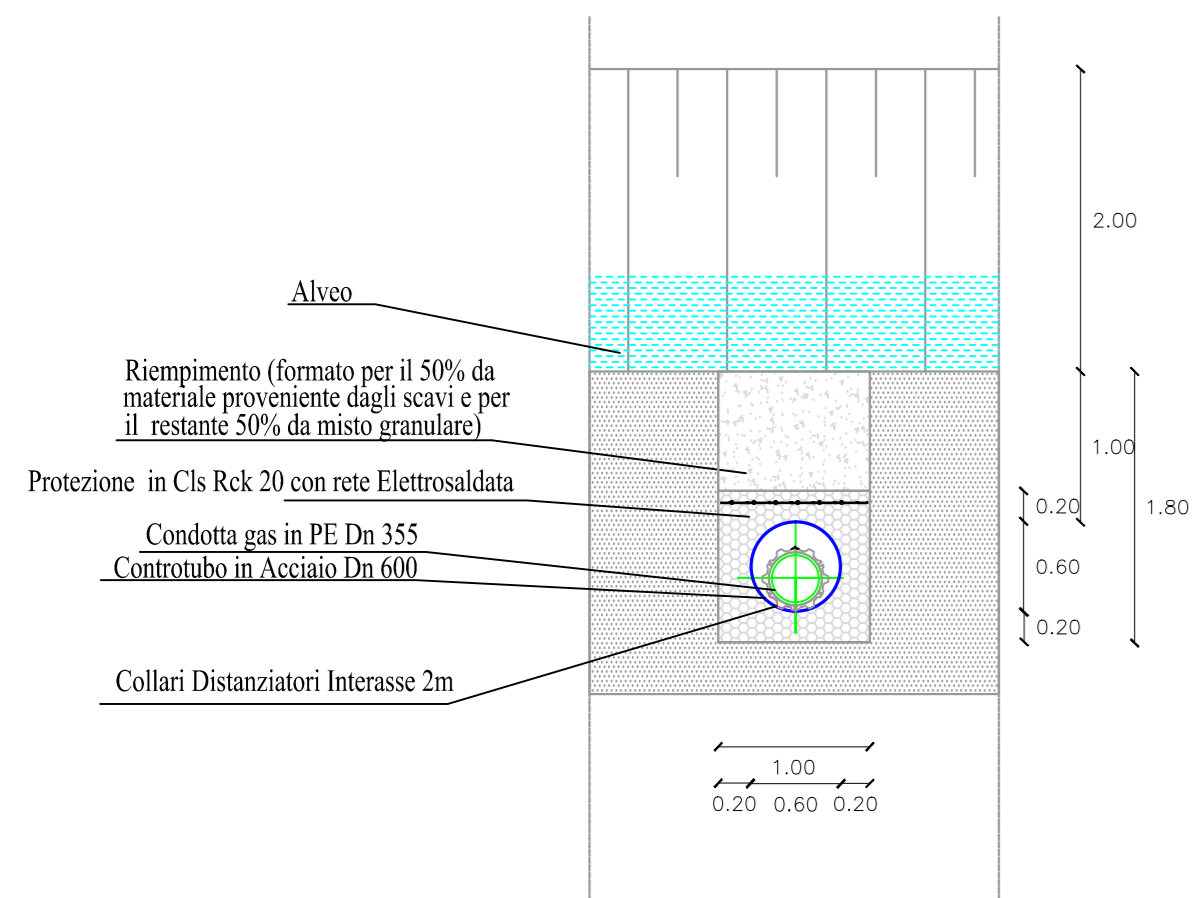 2.00
Alveo
Riempimento (formato per il 50% da
materiale proveniente dagli scavi e per
il restante 50% da misto granulare)
1.00
Protezione in Cls Rck 20 con rete Elettrosaldata
0.20
1.80
Condotta gas in PE Dn 355
Controtubo in Acciaio Dn 600
0.60
0.20
Collari Distanziatori Interasse 2m
1.00
0.20 0.60 0.20